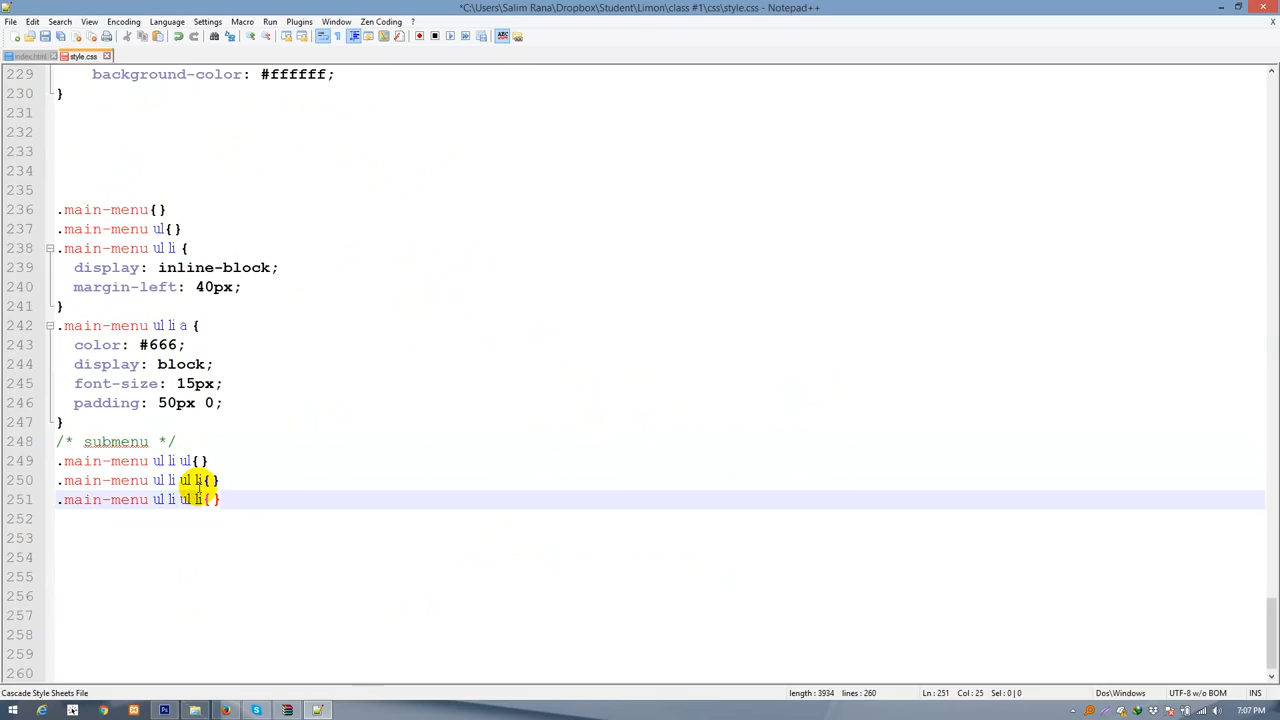 *C:\Users\Salim Rana\Dropbox\Student\Limon\class #1\css\style.css - Notepad++
File Edit Search View Encoding Language Settings Macro Run Plugins Window Zen Coding ? X
index.html style.css
229 background-color: #ffffff;
230 }
231
232
233
234
235
236 .main-menu{}
237 .main-menu ul{}
238 .main-menu ul li {
239 display: inline-block;
240 margin-left: 40px;
241 }
242 .main-menu ul li a {
243 color: #666;
244 display: block;
245 font-size: 15px;
246 padding: 50px 0;
247 }
248 /* submenu */
249 .main-menu ul li ul{}
250 .main-menu ul li ul li{}
251 .main-menu ul li ul li{}
252
253
254
255
256
257
258
259
260
Cascade Style Sheets File length : 3934 lines : 260 Ln : 251 Col : 25 Sel : 0 | 0 Dos\Windows UTF-8 w/o BOM INS
7:07 PM